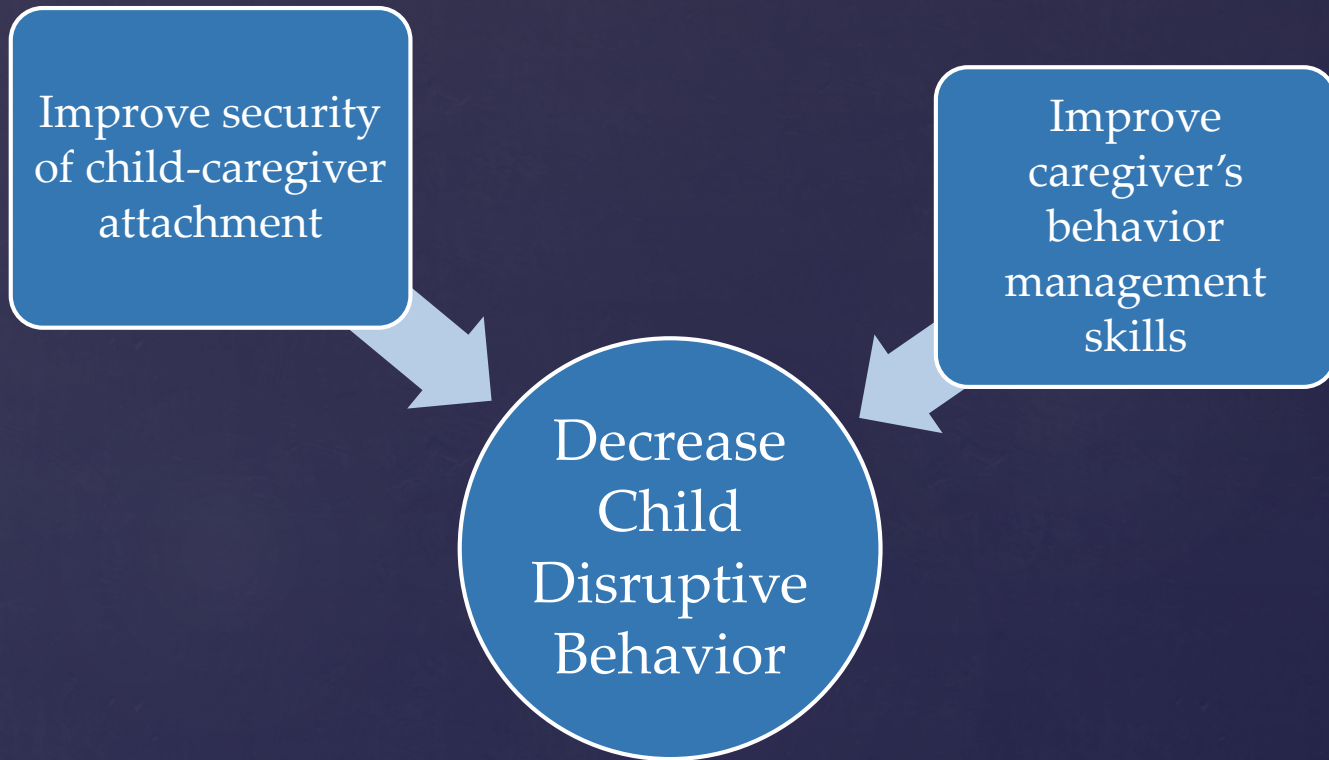 Improve security
of child-caregiver
attachment
Improve
caregiver’s
behavior
management
skills
Decrease
Child
Disruptive
Behavior